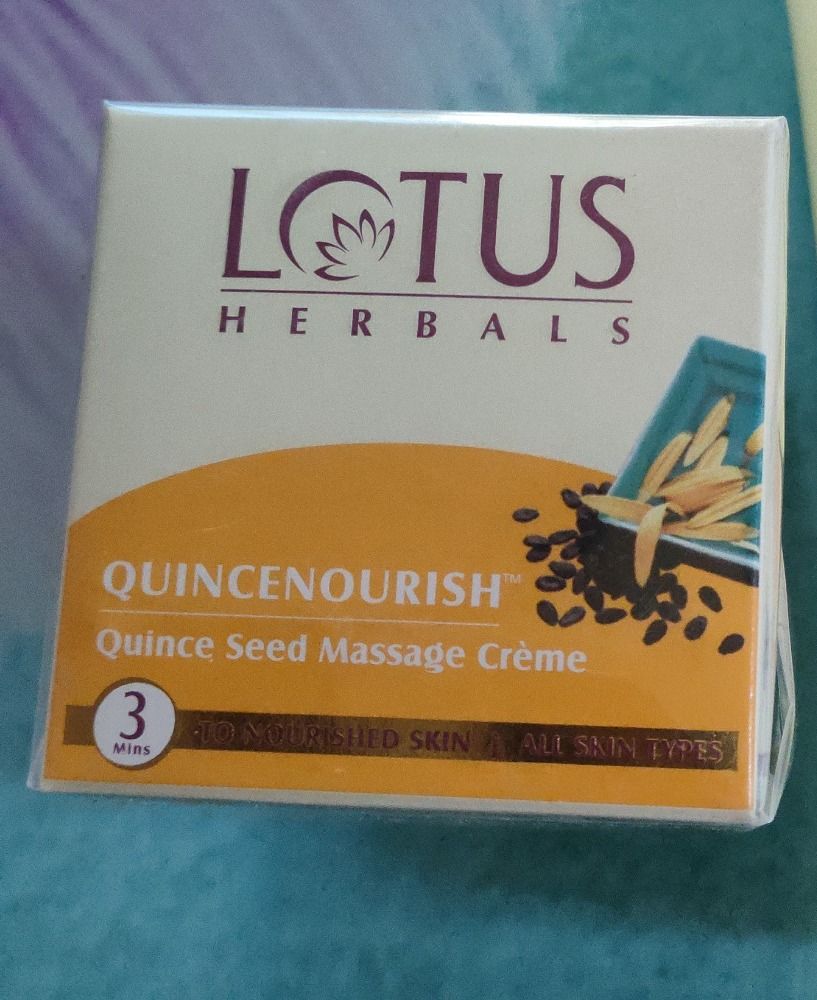 LOTUS
HERBALS
QUINCENOURISH™
Quince Seed Massage Crème
3
Mins
TO NOURISHED SKIN | ALL SKIN TYPES